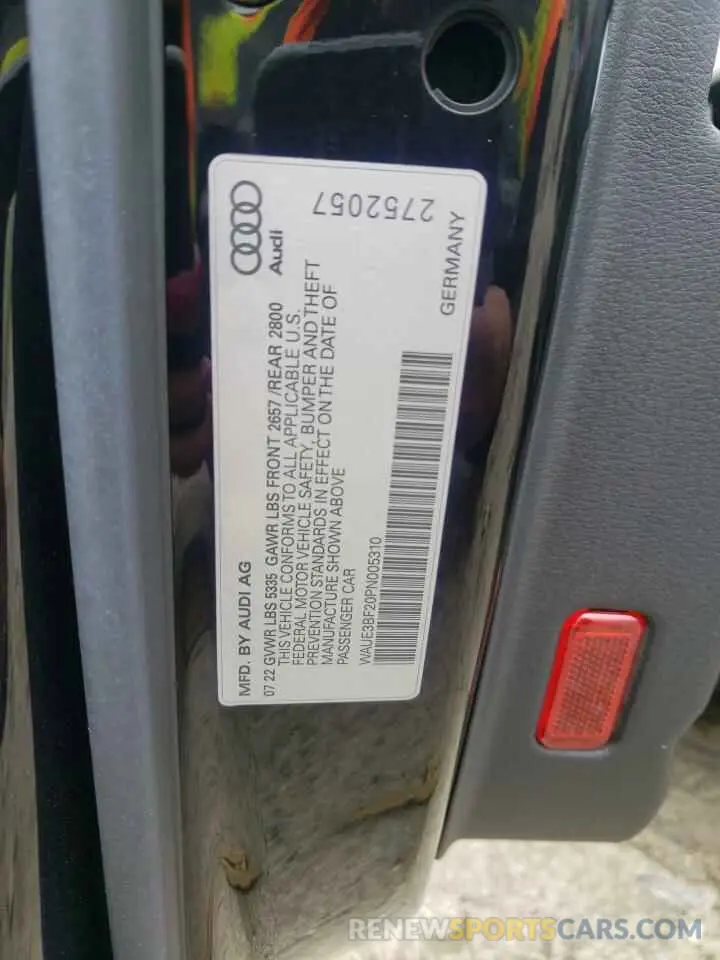 Audi
2752057
MFD. BY AUDI AG
GERMANY
07 22 GVWR LBS 5335 GAWR LBS FRONT 2657 /REAR 2800
THIS VEHICLE CONFORMS TO ALL APPLICABLE U.S.
FEDERAL MOTOR VEHICLE SAFETY, BUMPER AND THEFT
PREVENTION STANDARDS IN EFFECT ON THE DATE OF
MANUFACTURE SHOWN ABOVE
PASSENGER CAR
WAUE3BF20PN005310
RENEWSPORTSCARS.COM